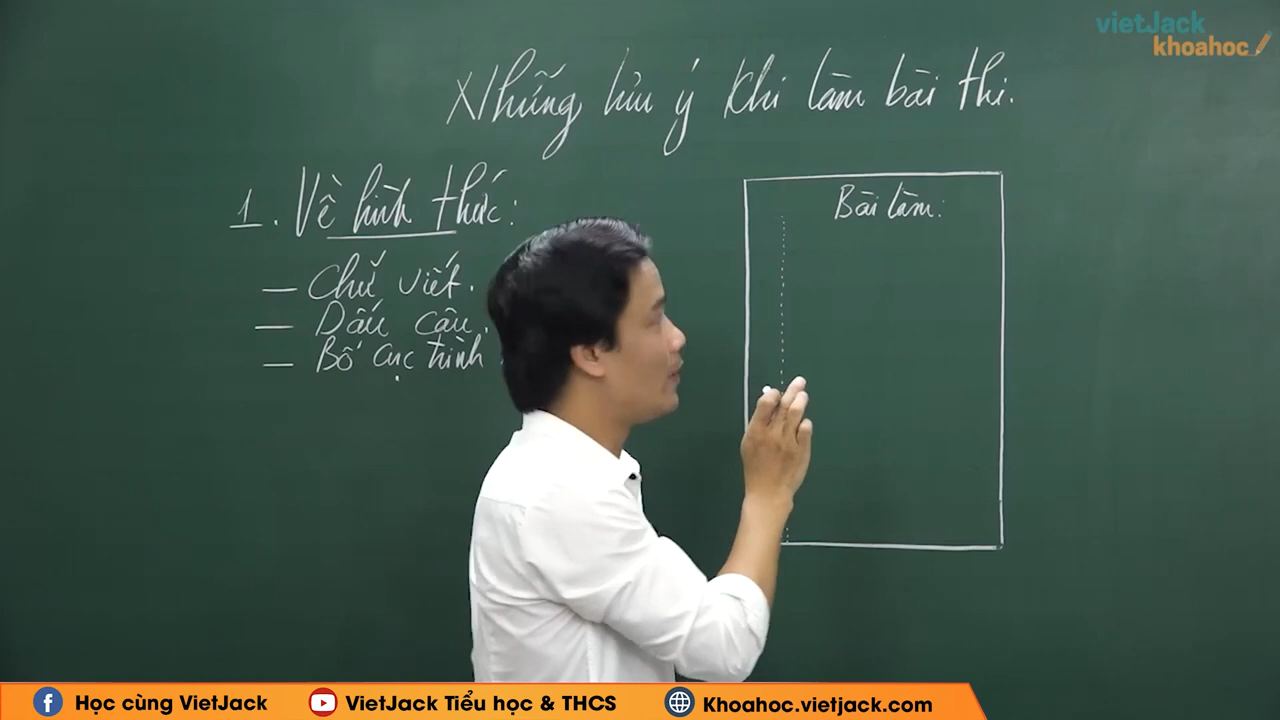 vietJack
khoahoc
Những lưu ý khi làm bài thi.
1. Về hình thức:
– Chữ viết.
– Dấu câu.
– Bố cục trình
Bài làm:
Học cùng VietJack
VietJack Tiểu học & THCS
Khoahoc.vietjack.com